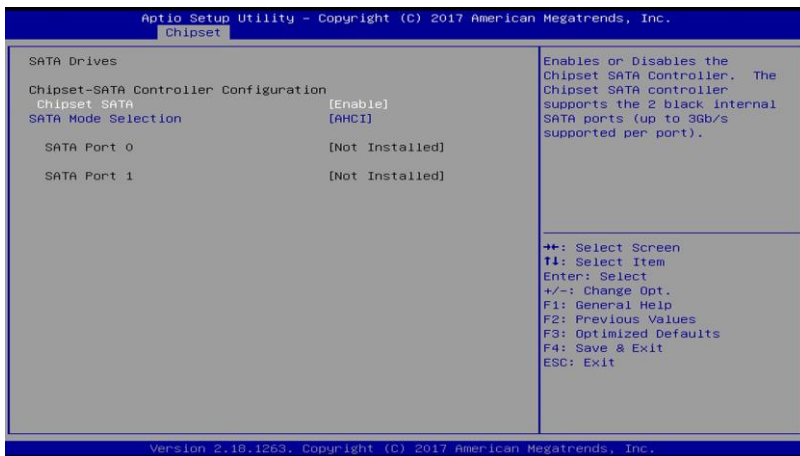 Aptio Setup Utility – Copyright (C) 2017 American Megatrends, Inc.
Chipset
SATA Drives
Chipset-SATA Controller Configuration
Chipset SATA [Enable]
SATA Mode Selection [AHCI]
SATA Port 0 [Not Installed]
SATA Port 1 [Not Installed]
Enables or Disables the
Chipset SATA Controller. The
Chipset SATA controller
supports the 2 black internal
SATA ports (up to 3Gb/s
supported per port).
→←: Select Screen
↑↓: Select Item
Enter: Select
+/-: Change Opt.
F1: General Help
F2: Previous Values
F3: Optimized Defaults
F4: Save & Exit
ESC: Exit
Version 2.18.1263. Copyright (C) 2017 American Megatrends, Inc.